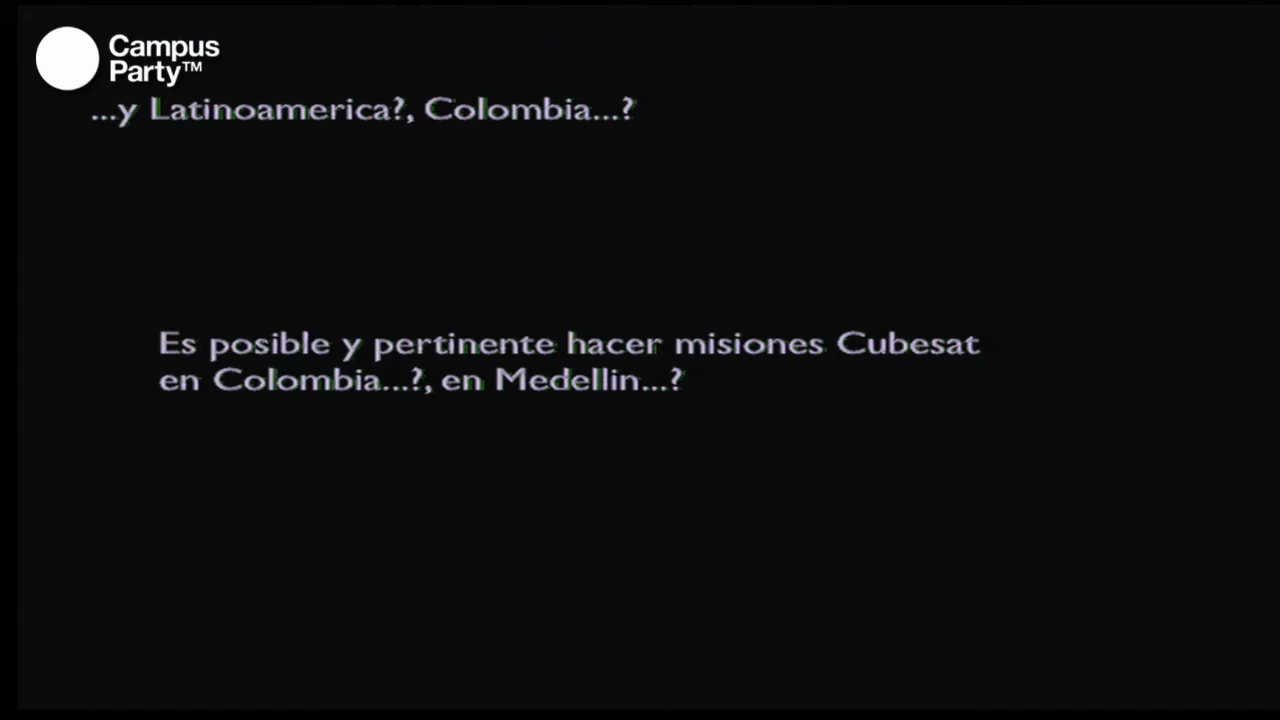 Campus
Party™
...y Latinoamerica?, Colombia...?
Es posible y pertinente hacer misiones Cubesat
en Colombia...?, en Medellin...?